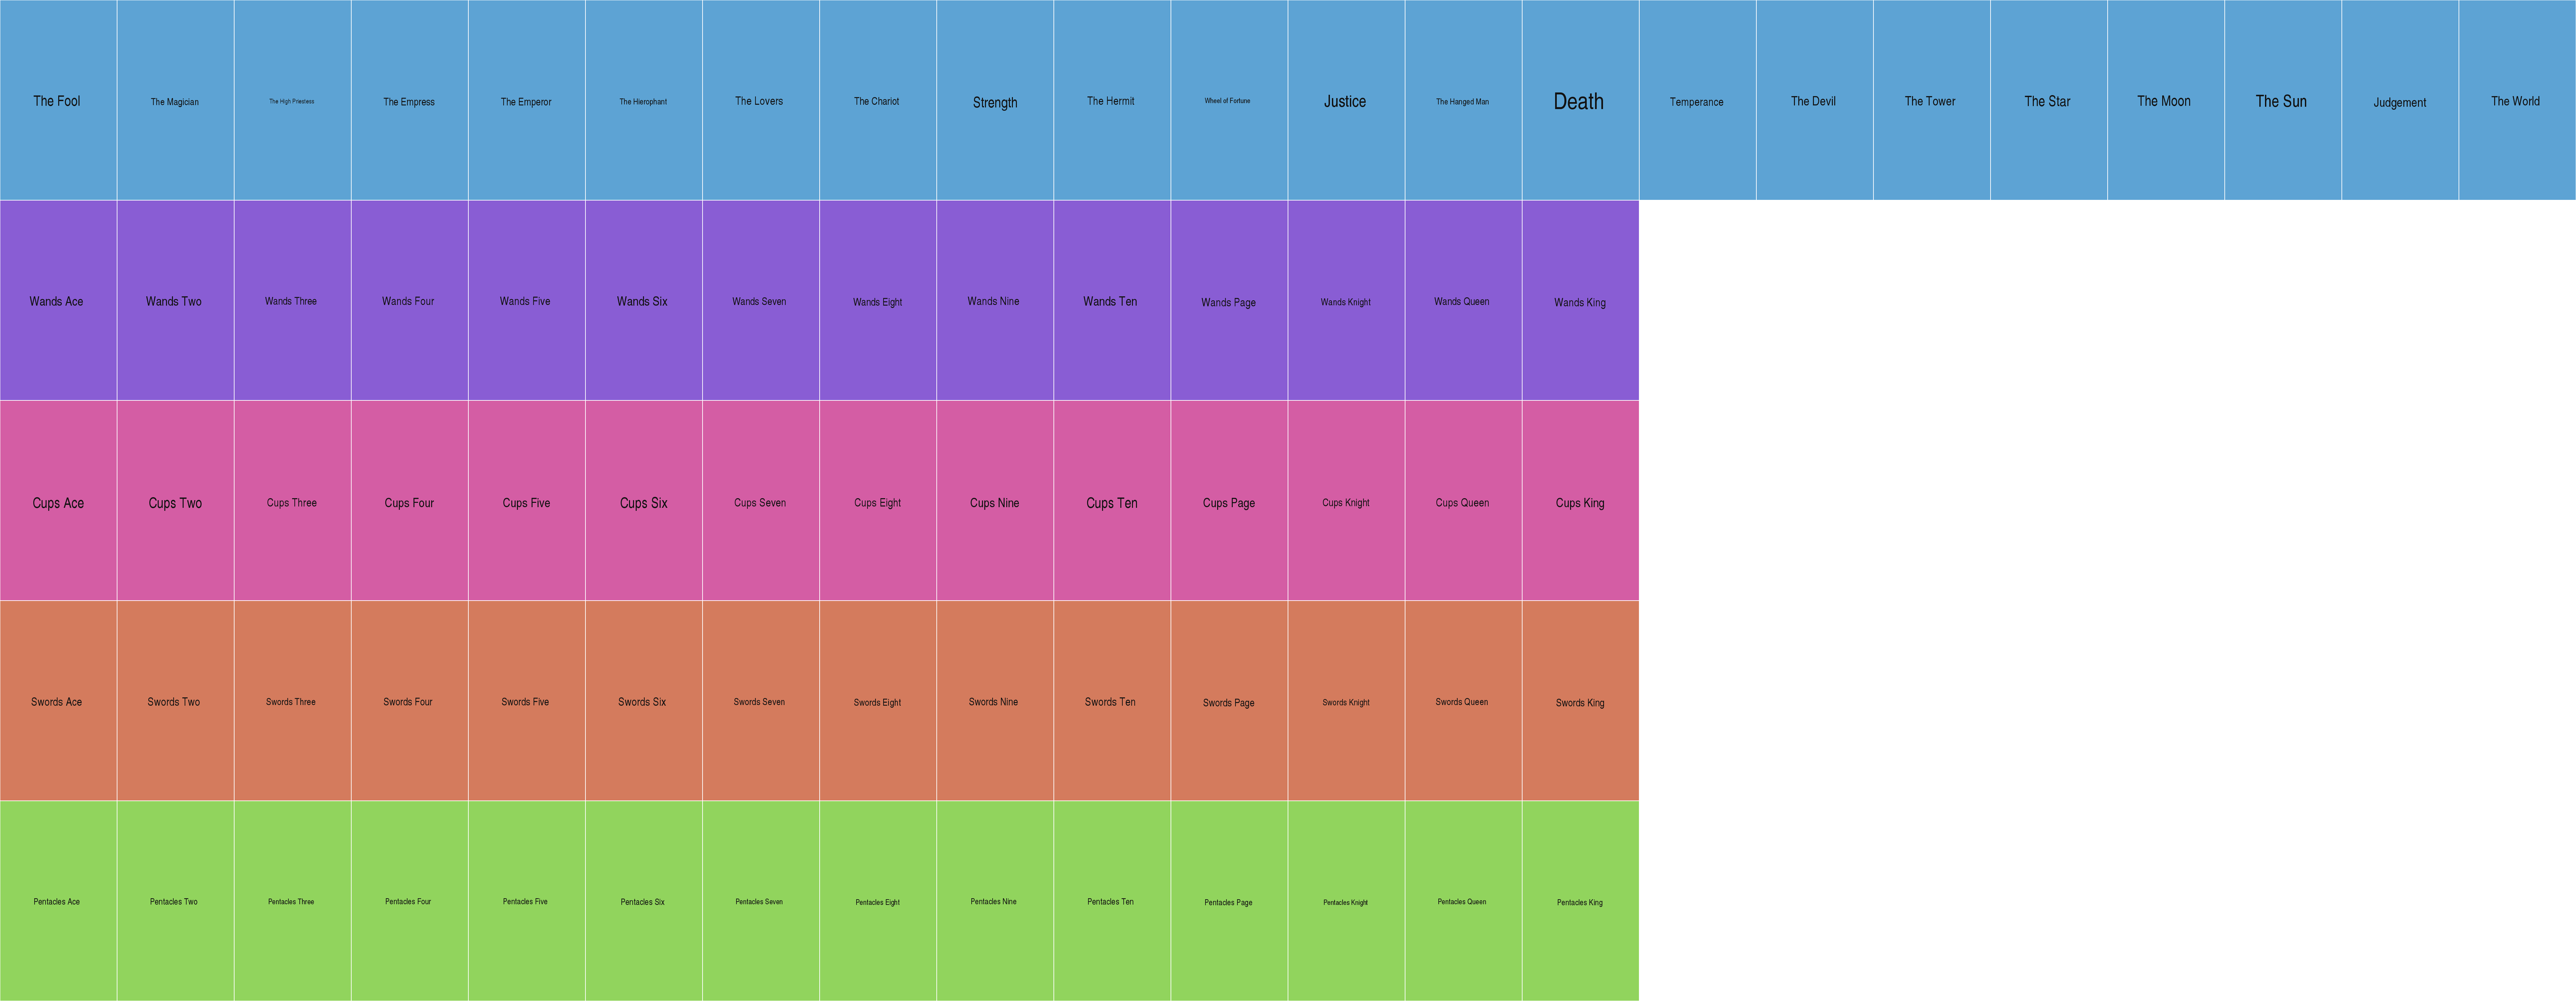 The Fool
The Magician
The High Priestess
The Empress
The Emperor
The Hierophant
The Lovers
The Chariot
Strength
The Hermit
Wheel of Fortune
Justice
The Hanged Man
Death
Temperance
The Devil
The Tower
The Star
The Moon
The Sun
Judgement
The World
Wands Ace
Wands Two
Wands Three
Wands Four
Wands Five
Wands Six
Wands Seven
Wands Eight
Wands Nine
Wands Ten
Wands Page
Wands Knight
Wands Queen
Wands King
Cups Ace
Cups Two
Cups Three
Cups Four
Cups Five
Cups Six
Cups Seven
Cups Eight
Cups Nine
Cups Ten
Cups Page
Cups Knight
Cups Queen
Cups King
Swords Ace
Swords Two
Swords Three
Swords Four
Swords Five
Swords Six
Swords Seven
Swords Eight
Swords Nine
Swords Ten
Swords Page
Swords Knight
Swords Queen
Swords King
Pentacles Ace
Pentacles Two
Pentacles Three
Pentacles Four
Pentacles Five
Pentacles Six
Pentacles Seven
Pentacles Eight
Pentacles Nine
Pentacles Ten
Pentacles Page
Pentacles Knight
Pentacles Queen
Pentacles King